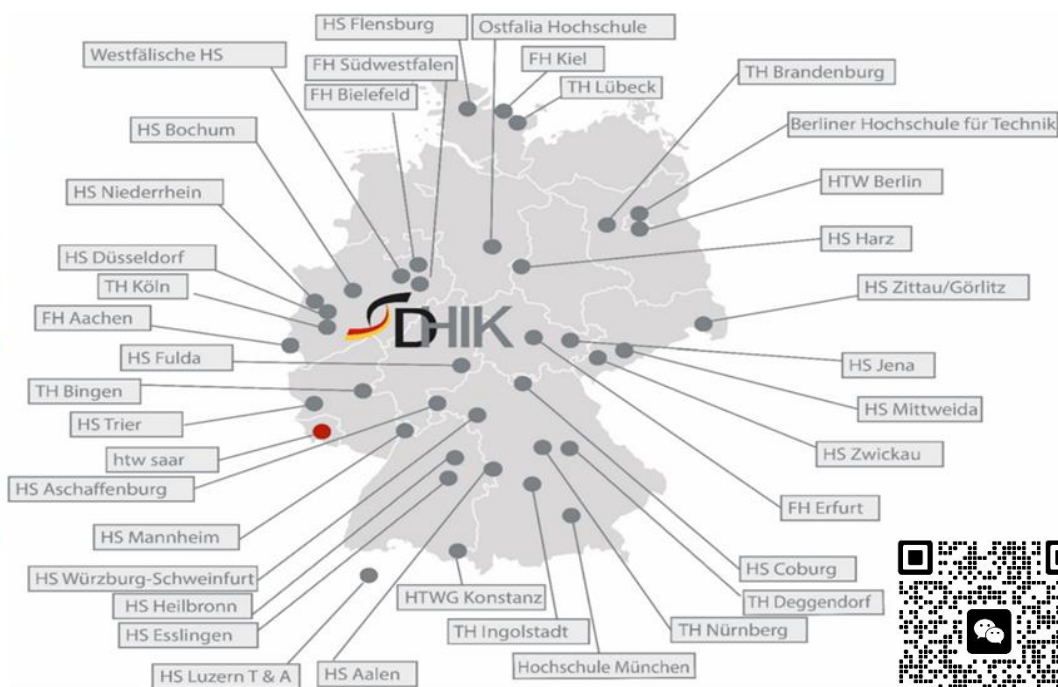 HS Flensburg
Ostfalia Hochschule
Westfälische HS
FH Südwestfalen
FH Kiel
TH Brandenburg
FH Bielefeld
TH Lübeck
HS Bochum
Berliner Hochschule für Technik
HS Niederrhein
HTW Berlin
HS Düsseldorf
HS Harz
TH Köln
HS Zittau/Görlitz
FH Aachen
DHIK
HS Fulda
HS Jena
TH Bingen
HS Mittweida
HS Trier
htw saar
HS Zwickau
HS Aschaffenburg
FH Erfurt
HS Mannheim
HS Coburg
HS Würzburg-Schweinfurt
HTWG Konstanz
TH Deggendorf
HS Heilbronn
TH Ingolstadt
TH Nürnberg
HS Esslingen
Hochschule München
HS Luzern T & A
HS Aalen